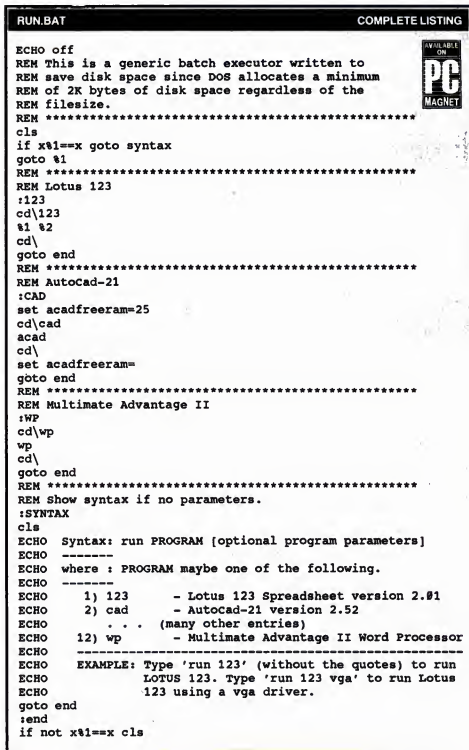 RUN.BAT COMPLETE LISTING
AVAILABLE
ON
PC
MAGNET
ECHO off
REM This is a generic batch executor written to
REM save disk space since DOS allocates a minimum
REM of 2K bytes of disk space regardless of the
REM filesize.
REM *************************************************
cls
if x%1==x goto syntax
goto %1
REM *************************************************
REM Lotus 123
:123
cd\123
%1 %2
cd\
goto end
REM *************************************************
REM AutoCad-21
:CAD
set acadfreeram=25
cd\cad
acad
cd\
set acadfreeram=
goto end
REM *************************************************
REM Multimate Advantage II
:WP
cd\wp
wp
cd\
goto end
REM *************************************************
REM Show syntax if no parameters.
:SYNTAX
cls
ECHO Syntax: run PROGRAM [optional program parameters]
ECHO -------
ECHO where : PROGRAM maybe one of the following.
ECHO -------
ECHO 1) 123 - Lotus 123 Spreadsheet version 2.01
ECHO 2) cad - AutoCad-21 version 2.52
ECHO . . . (many other entries)
ECHO 12) wp - Multimate Advantage II Word Processor
ECHO ---------------------------------------------------
ECHO EXAMPLE: Type 'run 123' (without the quotes) to run
ECHO LOTUS 123. Type 'run 123 vga' to run Lotus
ECHO 123 using a vga driver.
goto end
:end
if not x%1==x cls